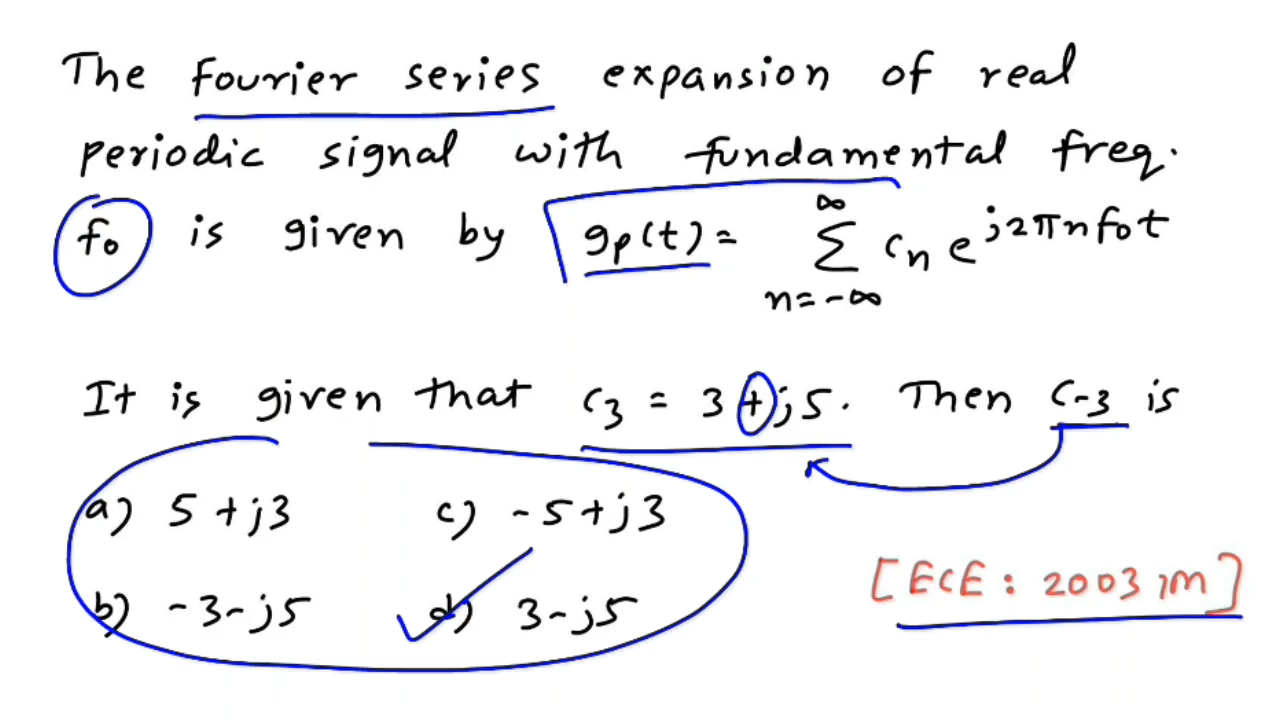 The Fourier series expansion of real
periodic signal with fundamental freq.
f₀ is given by gₚ(t) = ∞∑n=-∞ cₙ e^{j2πnf₀t}
It is given that c₃ = 3 + j5. Then c₋₃ is
a) 5 + j3 c) - 5 + j3
b) - 3 - j5 d) 3 - j5
[ECE : 2003 1M]